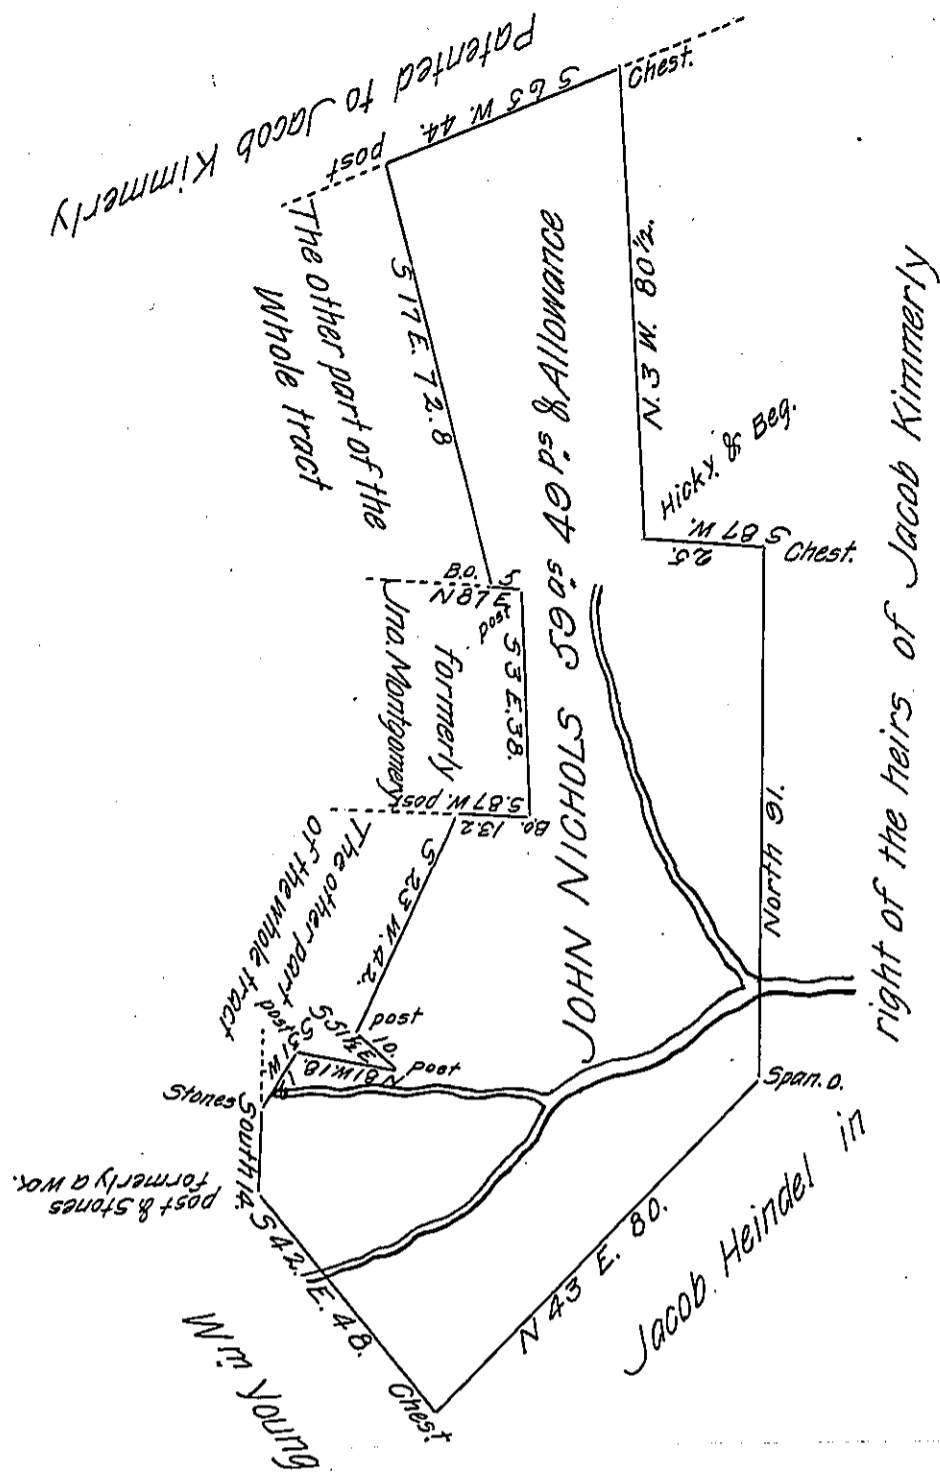 Patented to Jacob Kimmerly
Chest.
S 65 W. 44.
post
The other part of the
Whole tract
S 17 E. 72.8
N. 3 W. 80½.
JOHN NICHOLS 59 as 49 Ps & Allowance
Hicky. & Beg.
S 87 W.
25.
Chest.
B.O.
N 87 E
5
post
S 3 E. 38.
formerly
Jno. Montgomery
S. 87 W. post
13.2
B.O.
The other part
of the whole tract
S 23 W. 42.
post
10.
post
N 81 W. 18.
post
Stones
South 14.
post & Stones
formerly a wo.
North 91.
right of the heirs of Jacob Kimmerly
Span. O.
Jacob Heindel in
N 43 E. 80.
S 42. E. 48.
Chest
Wm Young